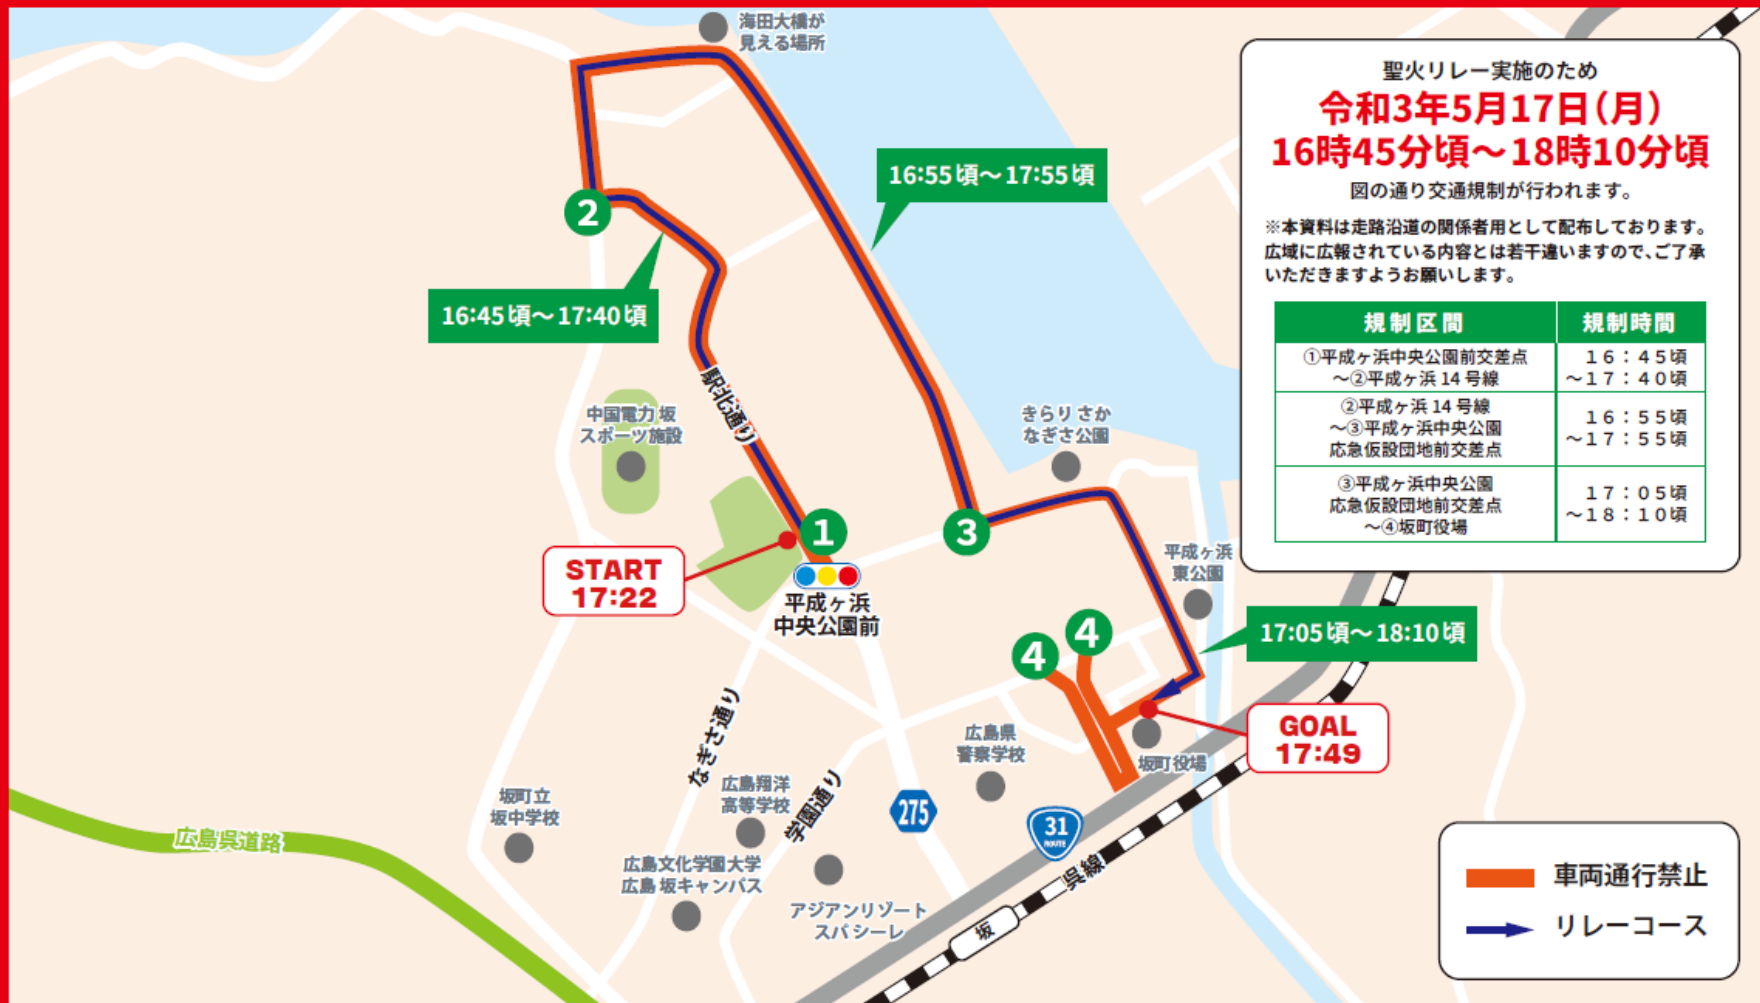 海田大橋が
見える場所
聖火リレー実施のため
令和3年5月17日(月)
16時45分頃～18時10分頃
図の通り交通規制が行われます。
※本資料は走路沿道の関係者用として配布しております。
広域に広報されている内容とは若干違いますので、ご了承
いただきますようお願いします。
規制区間 規制時間
①平成ヶ浜中央公園前交差点
～②平成ヶ浜 14 号線
16：45頃
～17：40頃
②平成ヶ浜 14 号線
～③平成ヶ浜中央公園
応急仮設団地前交差点
16：55頃
～17：55頃
③平成ヶ浜中央公園
応急仮設団地前交差点
～④坂町役場
17：05頃
～18：10頃
16:55頃～17:55頃
2
16:45頃～17:40頃
駅北通り
中国電力 坂
スポーツ施設
きらり さか
なぎさ公園
1
3
START
17:22
平成ヶ浜
中央公園前
平成ヶ浜
東公園
17:05頃～18:10頃
4
4
GOAL
17:49
坂町役場
広島県
警察学校
なぎさ通り
学園通り
広島翔洋
高等学校
坂町立
坂中学校
広島呉道路
広島文化学園大学
広島 坂キャンパス
アジアンリゾート
スパ シーレ
275
31
ROUTE
呉線
坂
車両通行禁止
リレーコース